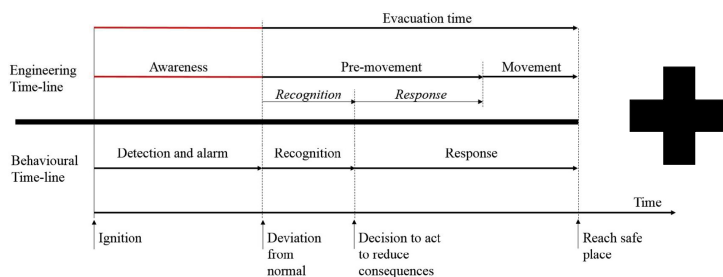 Evacuation time
Engineering
Time-line
Awareness
Pre-movement
Movement
Recognition
Response
Behavioural
Time-line
Detection and alarm
Recognition
Response
Time
Ignition
Deviation
from
normal
Decision to act
to reduce
consequences
Reach safe
place